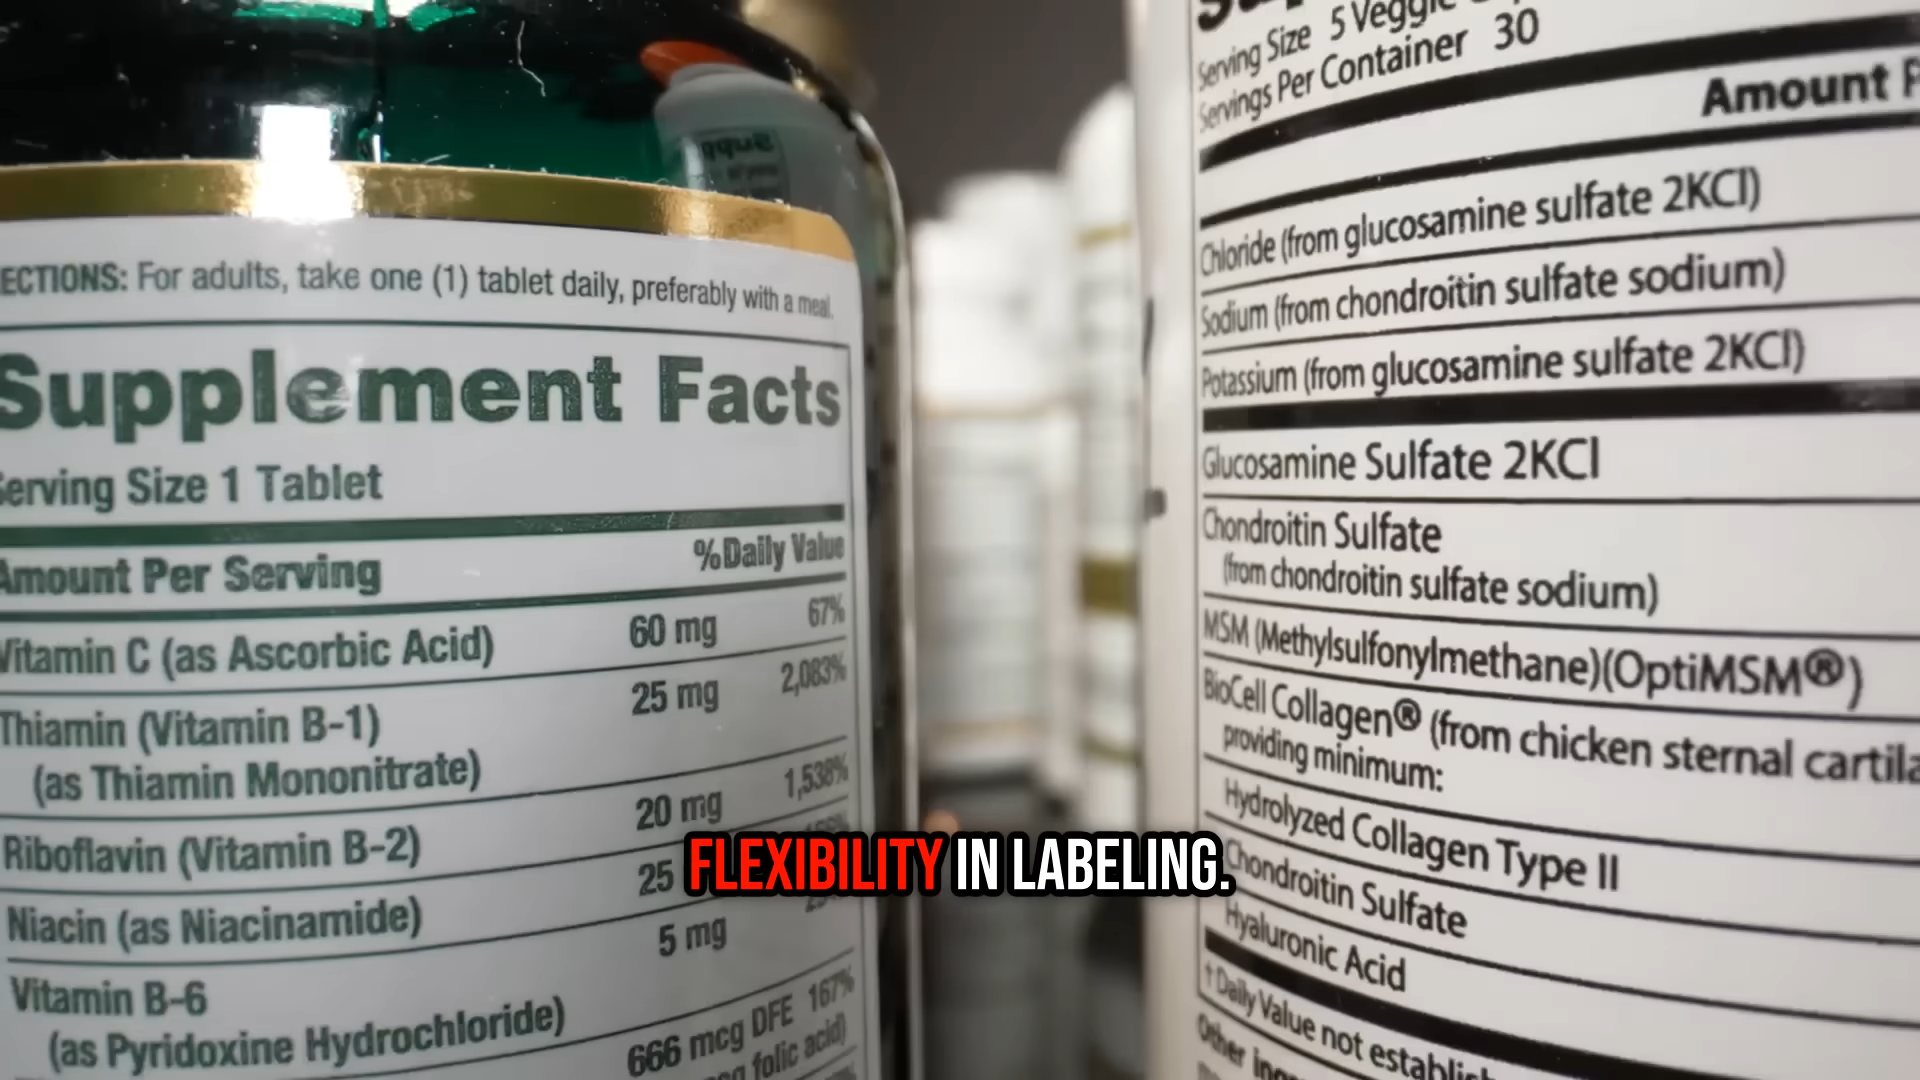 ECTIONS: For adults, take one (1) tablet daily, preferably with a meal.
Supplement Facts
Serving Size 1 Tablet
Amount Per Serving
%Daily Value
Vitamin C (as Ascorbic Acid) 60 mg 67%
Thiamin (Vitamin B-1) 25 mg 2,083%
(as Thiamin Mononitrate)
Riboflavin (Vitamin B-2) 20 mg 1,538%
Niacin (as Niacinamide) 25
Vitamin B-6 5 mg
(as Pyridoxine Hydrochloride)
666 mcg DFE 167%
folic acid)
Serving Size 5 Veggie
Servings Per Container 30
Amount P
Chloride (from glucosamine sulfate 2KCl)
Sodium (from chondroitin sulfate sodium)
Potassium (from glucosamine sulfate 2KCl)
Glucosamine Sulfate 2KCl
Chondroitin Sulfate
(from chondroitin sulfate sodium)
MSM (Methylsulfonylmethane)(OptiMSM®)
BioCell Collagen® (from chicken sternal cartila
providing minimum:
Hydrolyzed Collagen Type II
Chondroitin Sulfate
Hyaluronic Acid
† Daily Value not establis
Other ing
FLEXIBILITY IN LABELING.